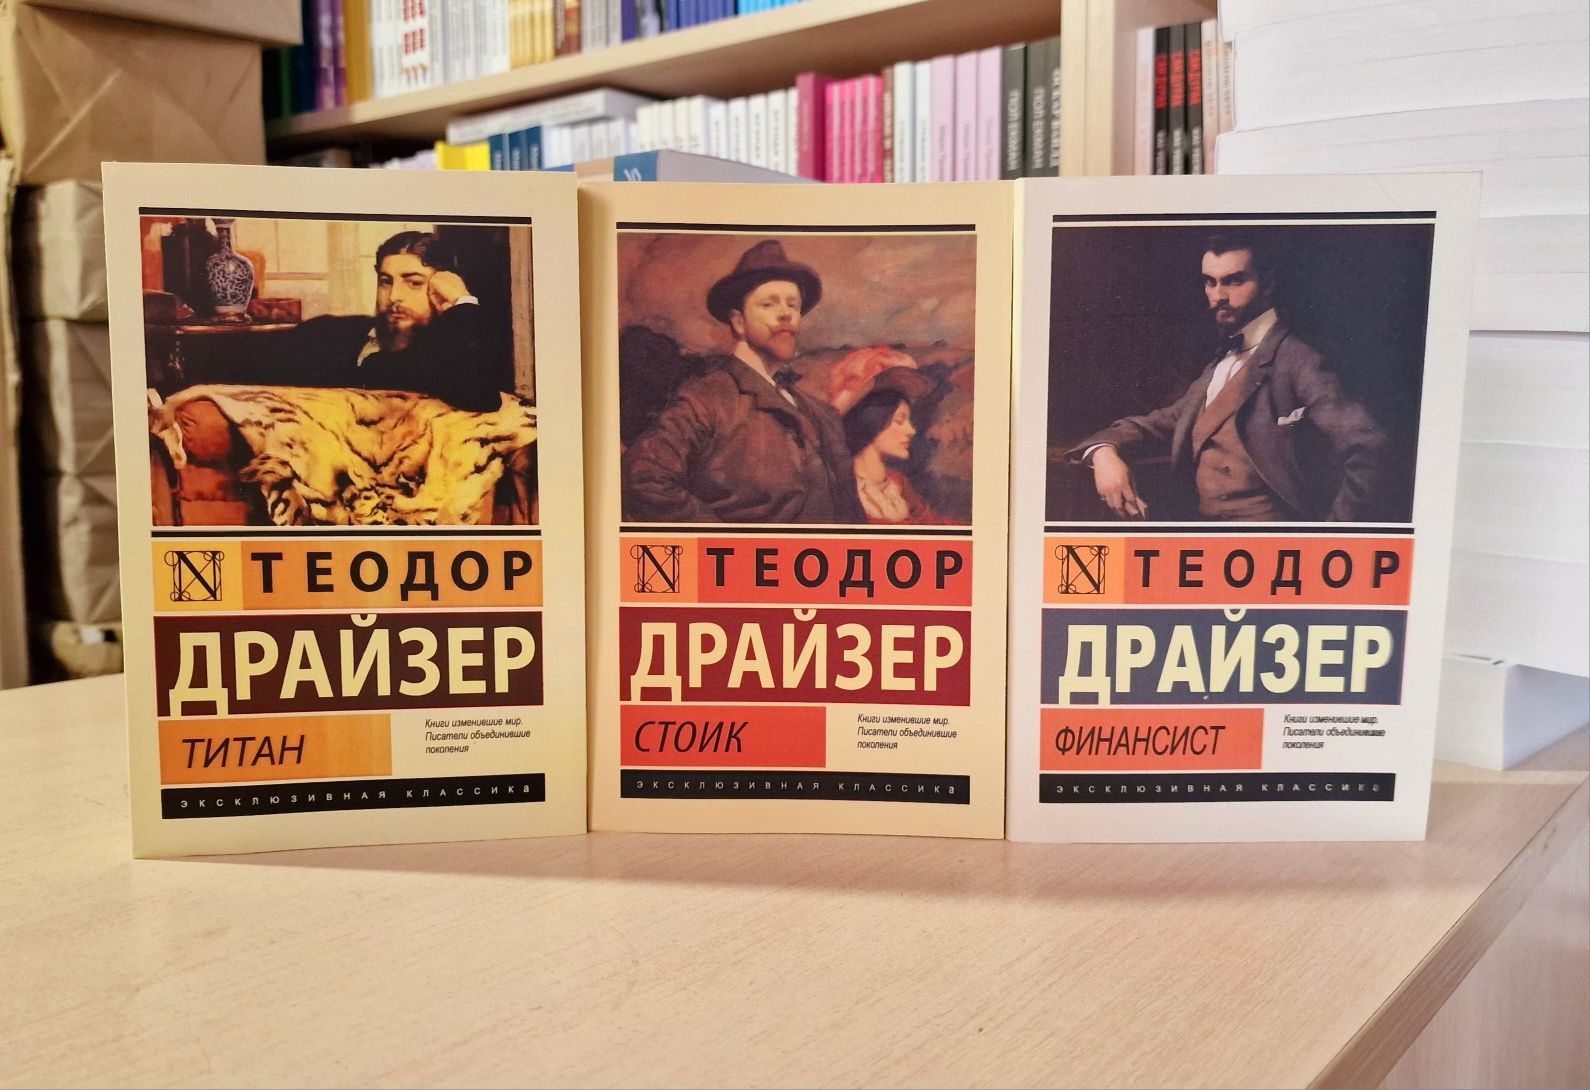 N ТЕОДОР
ДРАЙЗЕР
ТИТАН
Книги изменившие мир.
Писатели объединившие
поколения
ЭКСКЛЮЗИВНАЯ КЛАССИКа
N ТЕОДОР
ДРАЙЗЕР
СТОИК
Книги изменившие мир.
Писатели объединившие
поколения
ЭКСКЛЮЗИВНАЯ КЛАССИКа
N ТЕОДОР
ДРАЙЗЕР
ФИНАНСИСТ
Книги изменившие мир.
Писатели объединившие
поколения
ЭКСКЛЮЗИВНАЯ КЛАССИКа